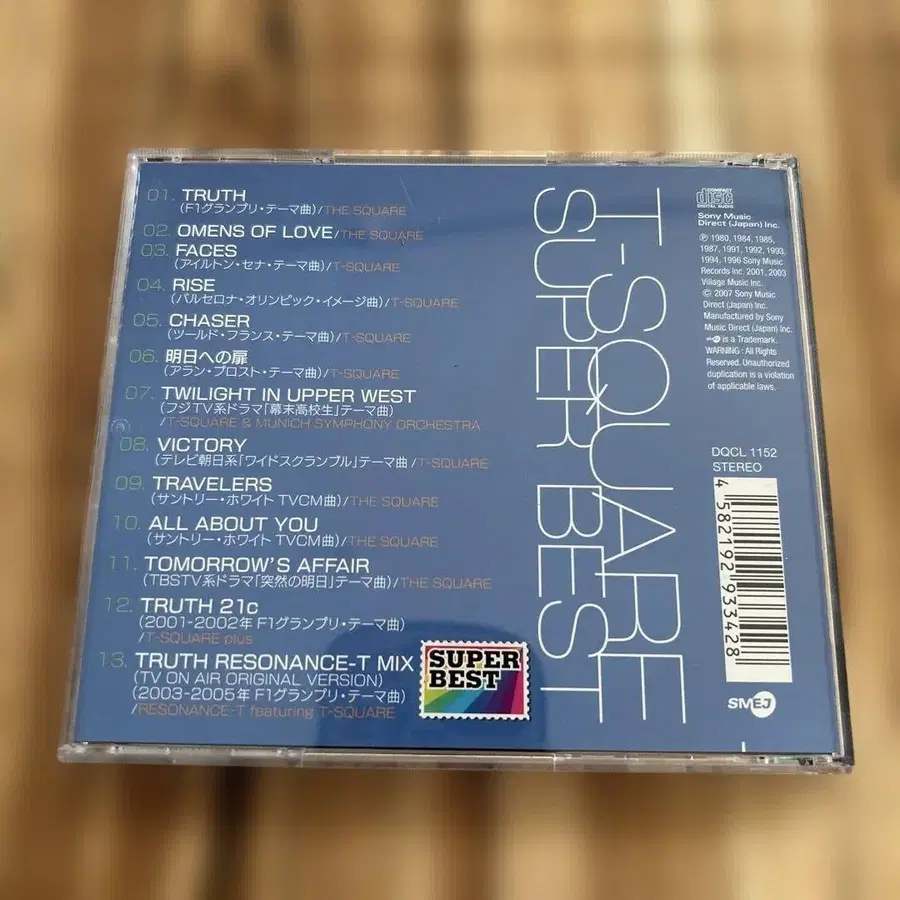 01. TRUTH
(F1グランプリ・テーマ曲)/THE SQUARE
02. OMENS OF LOVE/THE SQUARE
03. FACES
(アイルトン・セナ・テーマ曲)/T-SQUARE
04. RISE
(バルセロナ・オリンピック・イメージ曲)/T-SQUARE
05. CHASER
(ツールド・フランス・テーマ曲)/T-SQUARE
06. 明日への扉
(アラン・プロスト・テーマ曲)/T-SQUARE
07. TWILIGHT IN UPPER WEST
(フジTV系ドラマ「幕末高校生」テーマ曲)
/T-SQUARE & MUNICH SYMPHONY ORCHESTRA
08. VICTORY
(テレビ朝日系「ワイドスクランブル」テーマ曲/T-SQUARE
09. TRAVELERS
(サントリー・ホワイト TVCM曲)/THE SQUARE
10. ALL ABOUT YOU
(サントリー・ホワイト TVCM曲)/THE SQUARE
11. TOMORROW'S AFFAIR
(TBSTV系ドラマ「突然の明日」テーマ曲)/THE SQUARE
12. TRUTH 21c
(2001-2002年 F1グランプリ・テーマ曲)
/T-SQUARE plus
13. TRUTH RESONANCE-T MIX
(TV ON AIR ORIGINAL VERSION)
(2003-2005年 F1グランプリ・テーマ曲)
/RESONANCE-T featuring T-SQUARE
SUPER
BEST
T-SQUARE
SUPER BEST
COMPACT
disc
DIGITAL AUDIO
Sony Music
Direct (Japan) Inc.
℗ 1980, 1984, 1985,
1987, 1991, 1992, 1993,
1994, 1996 Sony Music
Records Inc. 2001, 2003
Village Music Inc.
© 2007 Sony Music
Direct (Japan) Inc.
Manufactured by Sony
Music Direct (Japan) Inc.
SMEJ is a Trademark.
WARNING : All Rights
Reserved. Unauthorized
duplication is a violation
of applicable laws.
DQCL 1152
STEREO
4 582192 933428
SMEJ